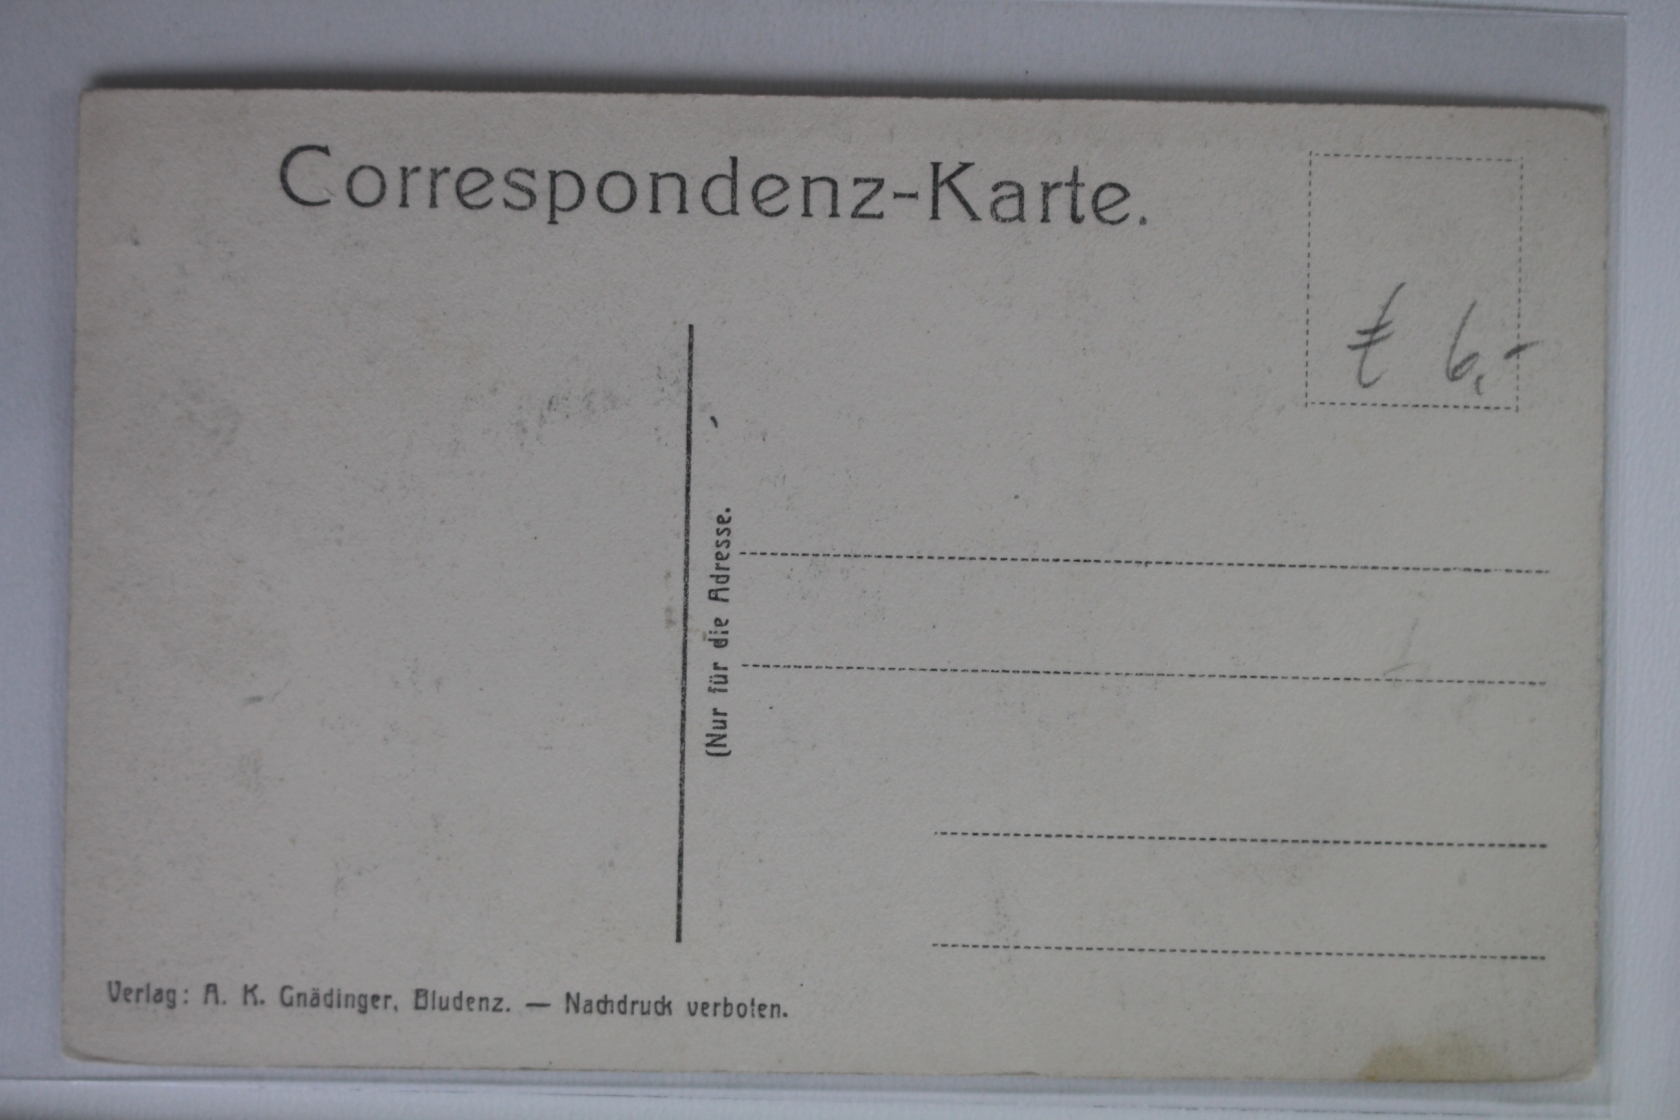 Correspondenz-Karte.
€ 6,-
(Nur für die Adresse.
Verlag: A. K. Gnädinger, Bludenz. — Nachdruck verboten.